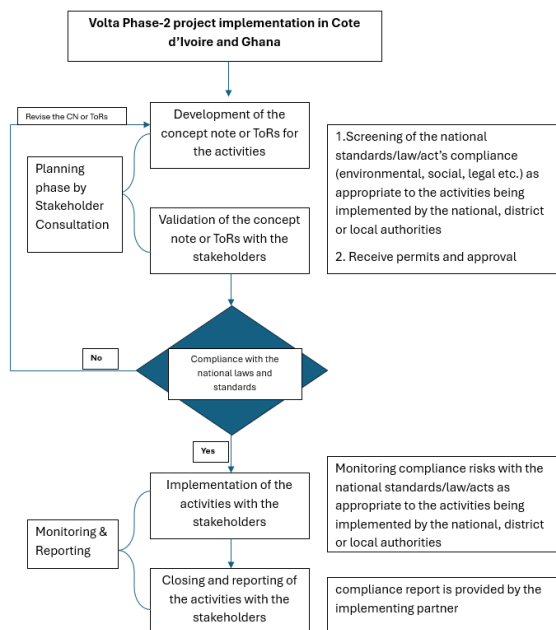 Volta Phase-2 project implementation in Cote
d'Ivoire and Ghana
Revise the CN or ToRs
Development of the
concept note or ToRs for
the activities
Planning
phase by
Stakeholder
Consultation
Validation of the concept
note or ToRs with the
stakeholders
1.Screening of the national
standards/law/act's compliance
(environmental, social, legal etc.) as
appropriate to the activities being
implemented by the national, district
or local authorities
2. Receive permits and approval
No
Compliance with the
national laws and
standards
Yes
Implementation of the
activities with the
stakeholders
Monitoring compliance risks with the
national standards/law/acts as
appropriate to the activities being
implemented by the national, district
or local authorities
Monitoring &
Reporting
Closing and reporting of
the activities with the
stakeholders
compliance report is provided by the
implementing partner